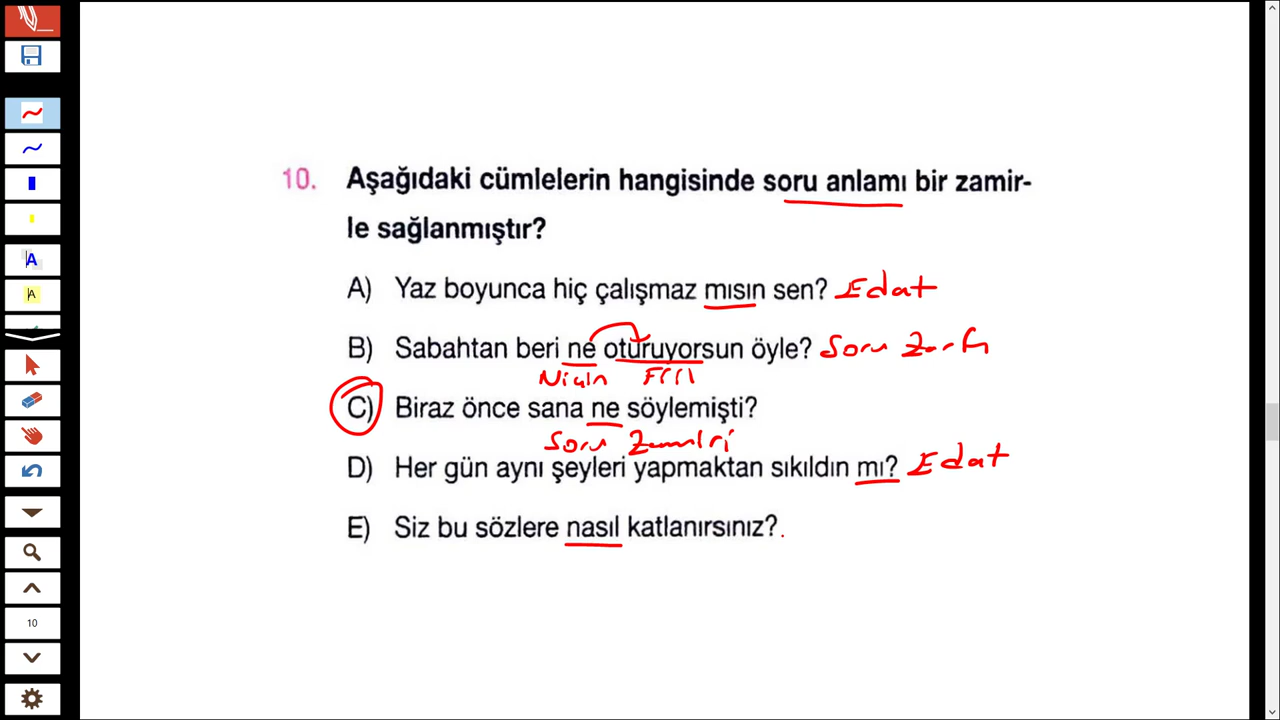 10. Aşağıdaki cümlelerin hangisinde soru anlamı bir zamir-
le sağlanmıştır?
A) Yaz boyunca hiç çalışmaz mısın sen? Edat
B) Sabahtan beri ne oturuyorsun öyle? Soru Zarfı
Niçin Fiil
C) Biraz önce sana ne söylemişti?
Soru Zamiri
D) Her gün aynı şeyleri yapmaktan sıkıldın mı? Edat
E) Siz bu sözlere nasıl katlanırsınız?
A
A
10